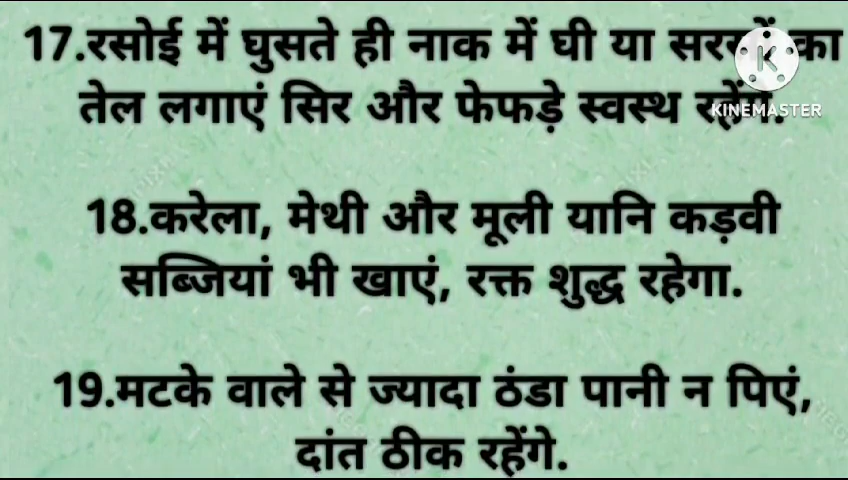 17.रसोई में घुसते ही नाक में घी या का
तेल लगाएं सिर और फेफड़े स्वस्थ
KINEMASTER
18.करेला, मेथी और मूली यानि कड़वी
सब्जियां भी खाएं, रक्त शुद्ध रहेगा.
19.मटके वाले से ज्यादा ठंडा पानी न पिएं,
दांत ठीक रहेंगे.